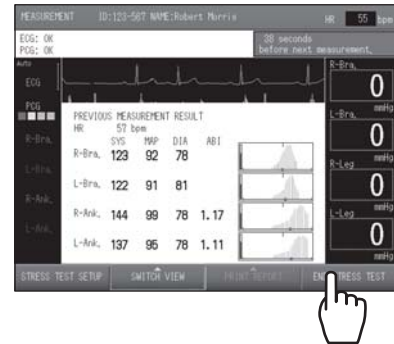 MEASUREMENT ID:123-567 NAME:Robert Morris HR 55 bpm
ECG: OK
PCG: OK
38 seconds
before next measurement.
Auto
ECG
PCG
R-Bra.
L-Bra.
R-Ank.
L-Ank.
PREVIOUS MEASUREMENT RESULT
HR 57 bpm
SYS MAP DIA ABI
R-Bra. 123 92 78
L-Bra. 122 91 81
R-Ank. 144 99 78 1.17
L-Ank. 137 95 78 1.11
R-Bra.
0
mmHg
L-Bra.
0
mmHg
R-Leg
0
mmHg
L-Leg
0
mmHg
STRESS TEST SETUP SWITCH VIEW PRINT REPORT STRESS TEST